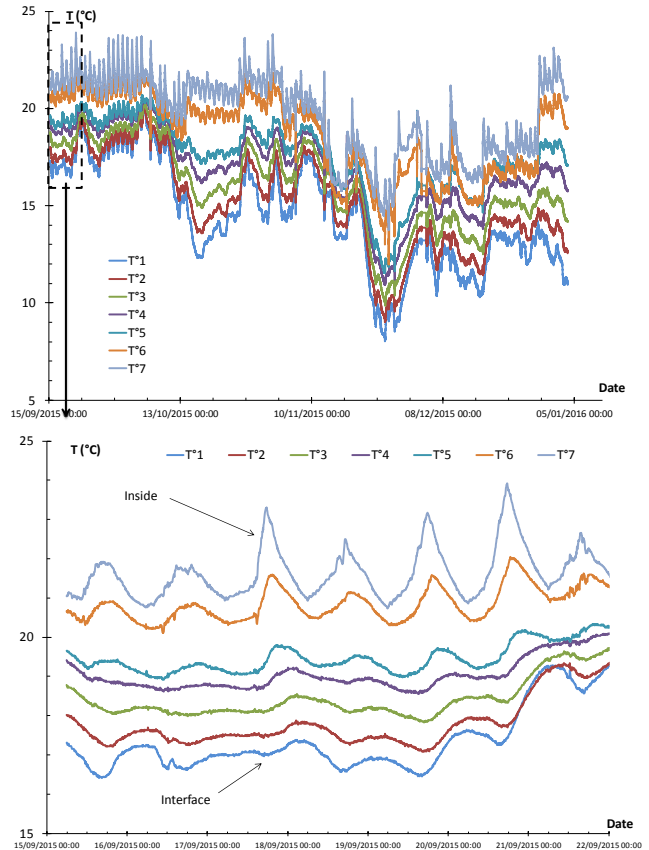 25
T (°C)
20
15
T°1
T°2
T°3
T°4
T°5
T°6
T°7
10
Date
5
15/09/2015 00:00 13/10/2015 00:00 10/11/2015 00:00 08/12/2015 00:00 05/01/2016 00:00
25
T (°C)
T°1 T°2 T°3 T°4 T°5 T°6 T°7
Inside
20
Interface
Date
15
15/09/2015 00:00 16/09/2015 00:00 17/09/2015 00:00 18/09/2015 00:00 19/09/2015 00:00 20/09/2015 00:00 21/09/2015 00:00 22/09/2015 00:00